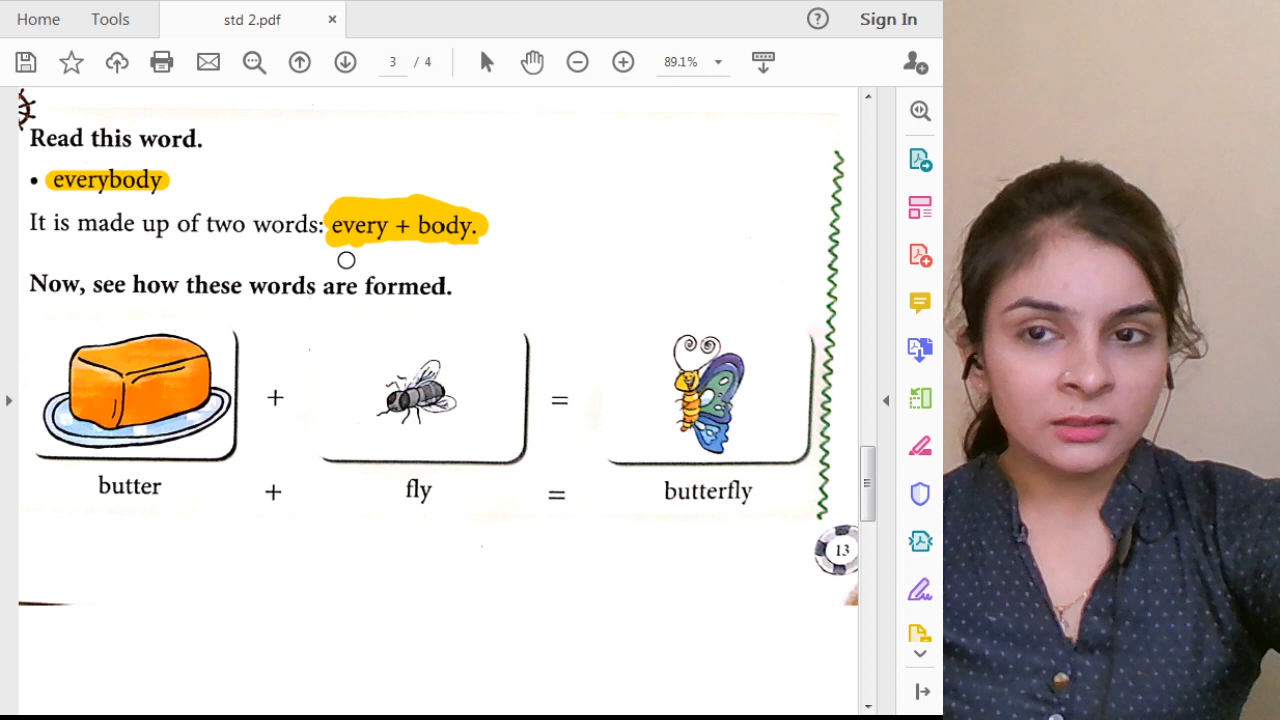 Home Tools std 2.pdf × ? Sign In
3 / 4 89.1%
Read this word.
• everybody
It is made up of two words: every + body.
Now, see how these words are formed.
+ =
butter + fly = butterfly
13